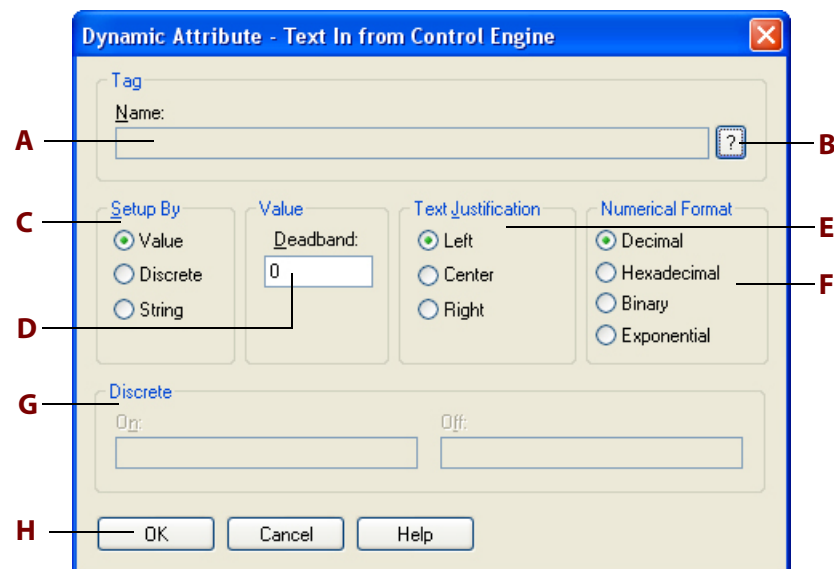 Dynamic Attribute - Text In from Control Engine
Tag
Name:
A
?
B
C
Setup By
Value
Discrete
String
Value
Deadband:
0
D
Text Justification
Left
Center
Right
E
Numerical Format
Decimal
Hexadecimal
Binary
Exponential
F
G
Discrete
On:
Off:
H
OK
Cancel
Help